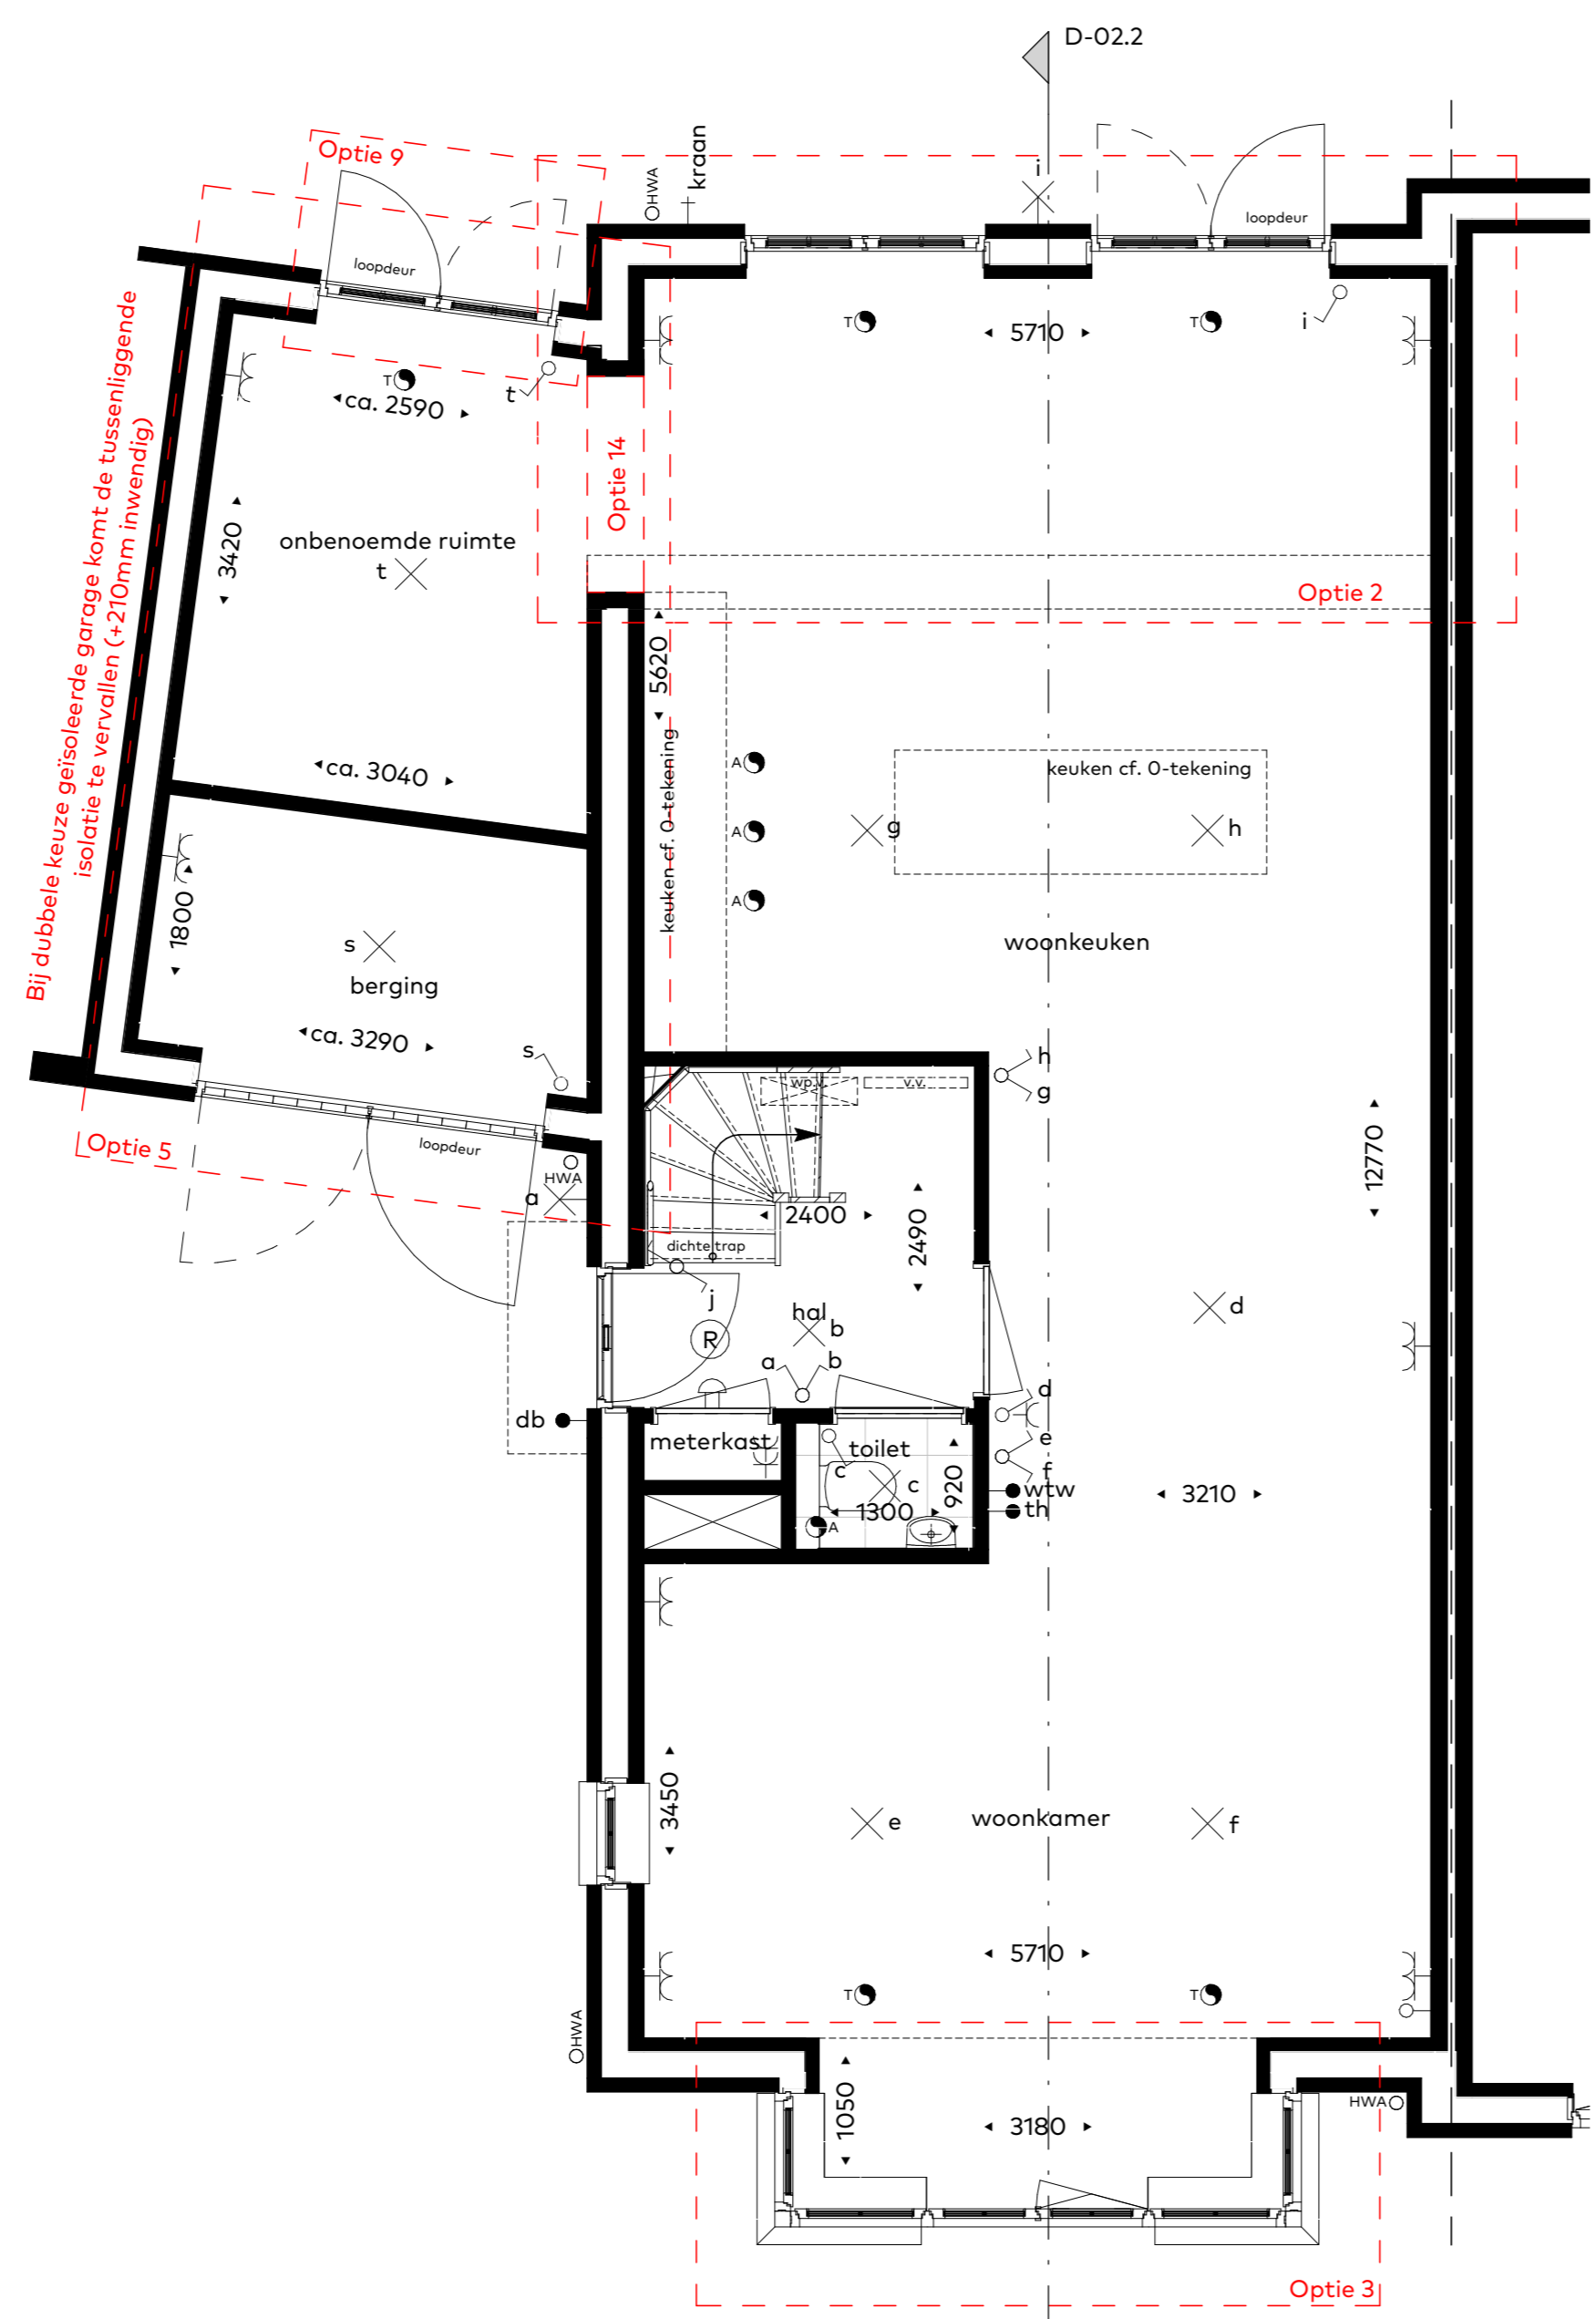 D-02.2
Optie 9
kraan
HWA
i
loopdeur
loopdeur
T
T
5710
i
T
t
ca. 2590
Optie 14
Bij dubbele keuze geïsoleerde garage komt de tussenliggende
isolatie te vervallen (+210mm inwendig)
3420
onbenoemde ruimte
t
Optie 2
5620
ca. 3040
keuken cf. 0-tekening
keuken cf. 0-tekening
A
A
A
g
h
1800
s
berging
woonkeuken
ca. 3290
s
h
g
wp.v.
v.v.
Optie 5
loopdeur
HWA
a
12770
2400
2490
dichte trap
j
hal
b
R
a
b
d
d
db
meterkast
toilet
e
c
c
f
920
wtw
1300
th
A
3210
3450
e
woonkamer
f
5710
T
T
HWA
1050
3180
HWA
Optie 3